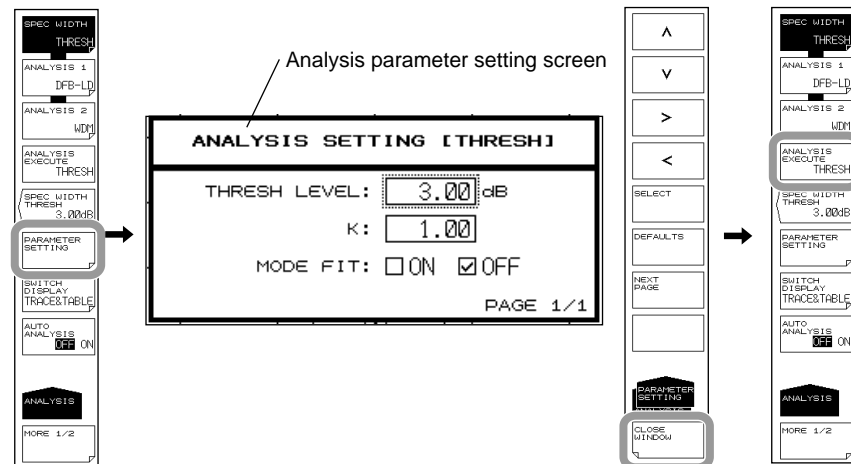 SPEC WIDTH
THRESH
ANALYSIS 1
DFB-LD
ANALYSIS 2
WDM
ANALYSIS
EXECUTE
THRESH
SPEC WIDTH
THRESH
3.00dB
PARAMETER
SETTING
SWITCH
DISPLAY
TRACE&TABLE
AUTO
ANALYSIS
OFF ON
ANALYSIS
MORE 1/2
Analysis parameter setting screen
ANALYSIS SETTING [THRESH]
THRESH LEVEL: 3.00 dB
K: 1.00
MODE FIT: ON OFF
PAGE 1/1
SELECT
DEFAULTS
NEXT
PAGE
PARAMETER
SETTING
CLOSE
WINDOW
SPEC WIDTH
THRESH
ANALYSIS 1
DFB-LD
ANALYSIS 2
WDM
ANALYSIS
EXECUTE
THRESH
SPEC WIDTH
THRESH
3.00dB
PARAMETER
SETTING
SWITCH
DISPLAY
TRACE&TABLE
AUTO
ANALYSIS
OFF ON
ANALYSIS
MORE 1/2